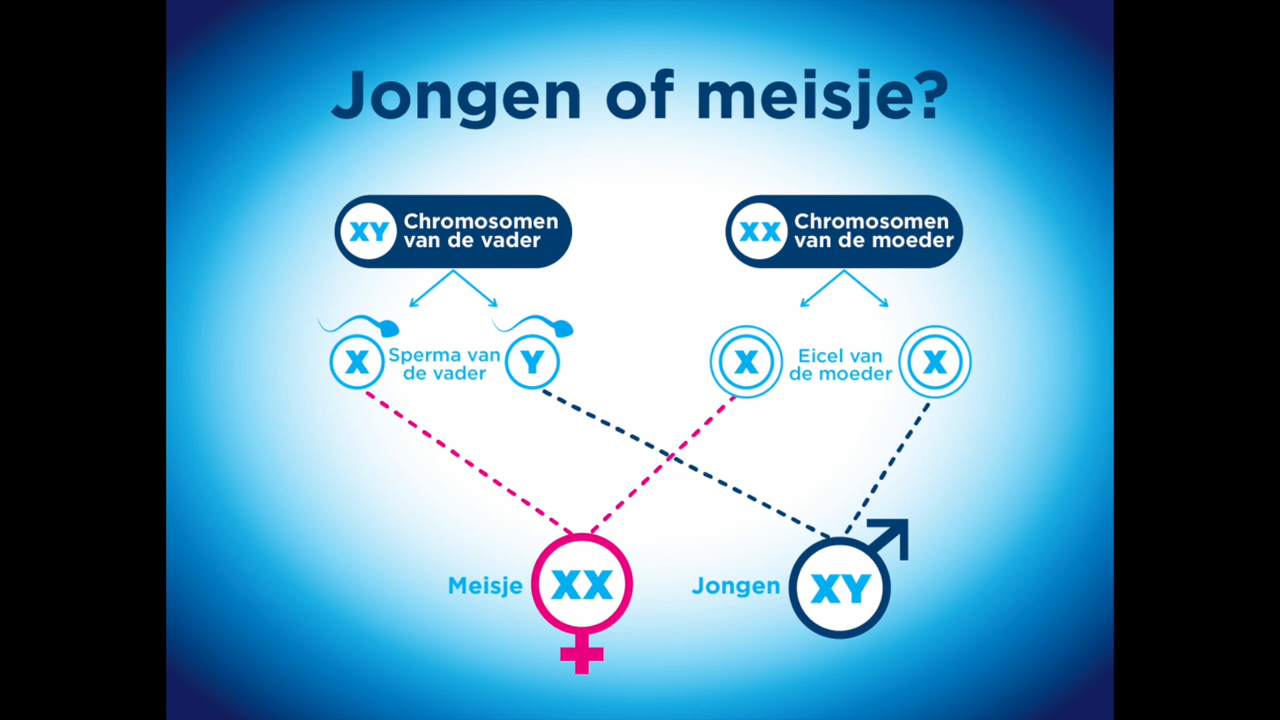 Jongen of meisje?
XY Chromosomen
van de vader
XX Chromosomen
van de moeder
X Sperma van
de vader Y
X Eicel van
de moeder X
Meisje XX
Jongen XY